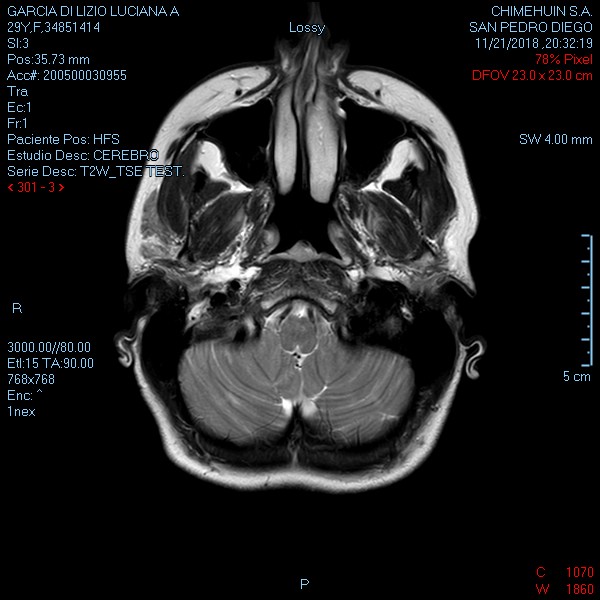 GARCIA DI LIZIO LUCIANA A
29Y,F,34851414
Sl:3
Pos:35.73 mm
Acc#: 200500030955
Tra
Ec:1
Fr:1
Paciente Pos: HFS
Estudio Desc: CEREBRO
Serie Desc: T2W_TSE TEST.
< 301 - 3 >
Lossy
CHIMEHUIN S.A.
SAN PEDRO DIEGO
11/21/2018 ,20:32:19
78% Pixel
DFOV 23.0 x 23.0 cm
SW 4.00 mm
R
3000.00//80.00
Etl:15 TA:90.00
768x768
Enc: ^
1nex
5 cm
P
C 1070
W 1860